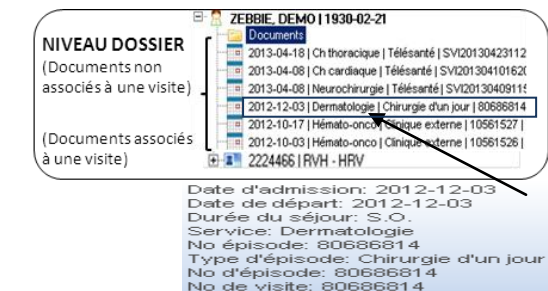 ZEBBIE, DEMO | 1930-02-21
Documents
NIVEAU DOSSIER
(Documents non
associés à une visite)
(Documents associés
à une visite)
2013-04-18 | Ch thoracique | Télésanté | SVI20130423112
2013-04-08 | Ch cardiaque | Télésanté | SVI20130410162
2013-04-08 | Neurochirurgie | Télésanté | SVI2013040911
2012-12-03 | Dermatologie | Chirurgie d'un jour | 80686814
2012-10-17 | Hémato-onco | Clinique externe | 10561527 |
2012-10-03 | Hémato-onco | Clinique externe | 10561526 |
2224466 | RVH - HRV
Date d'admission: 2012-12-03
Date de départ: 2012-12-03
Durée du séjour: S.O.
Service: Dermatologie
No épisode: 80686814
Type d'épisode: Chirurgie d'un jour
No d'épisode: 80686814
No de visite: 80686814